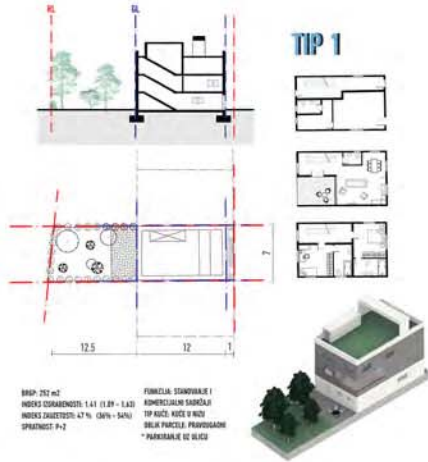 RL
GL
TIP 1
7
12.5
12
1
BRGP: 252 m2
INDEKS IZGRAĐENOSTI: 1,41 (1.09 - 1.63)
INDEKS ZAUZETOSTI: 47 % (36% - 54%)
SPRATNOST: P+2
FUNKCIJA: STANOVANJE I
KOMERCIJALNI SADRŽAJI
TIP KUĆE: KUĆE U NIZU
OBLIK PARCELE: PRAVOUGAONI
* PARKIRANJE UZ ULICU